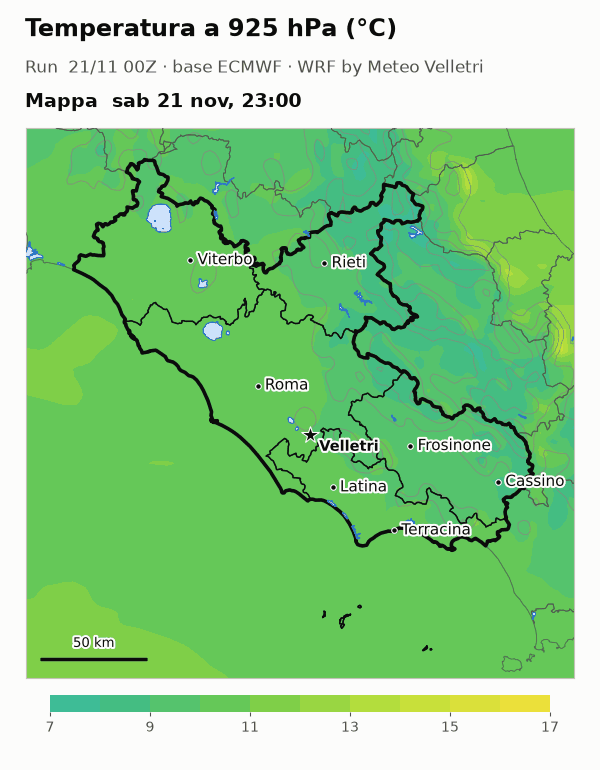 Temperatura a 925 hPa (°C)
Run  21/11 00Z · base ECMWF · WRF by Meteo Velletri
Mappa  sab 21 nov, 23:00
Viterbo
Rieti
Roma
Velletri
Frosinone
Cassino
Latina
Terracina
50 km
7 9 11 13 15 17